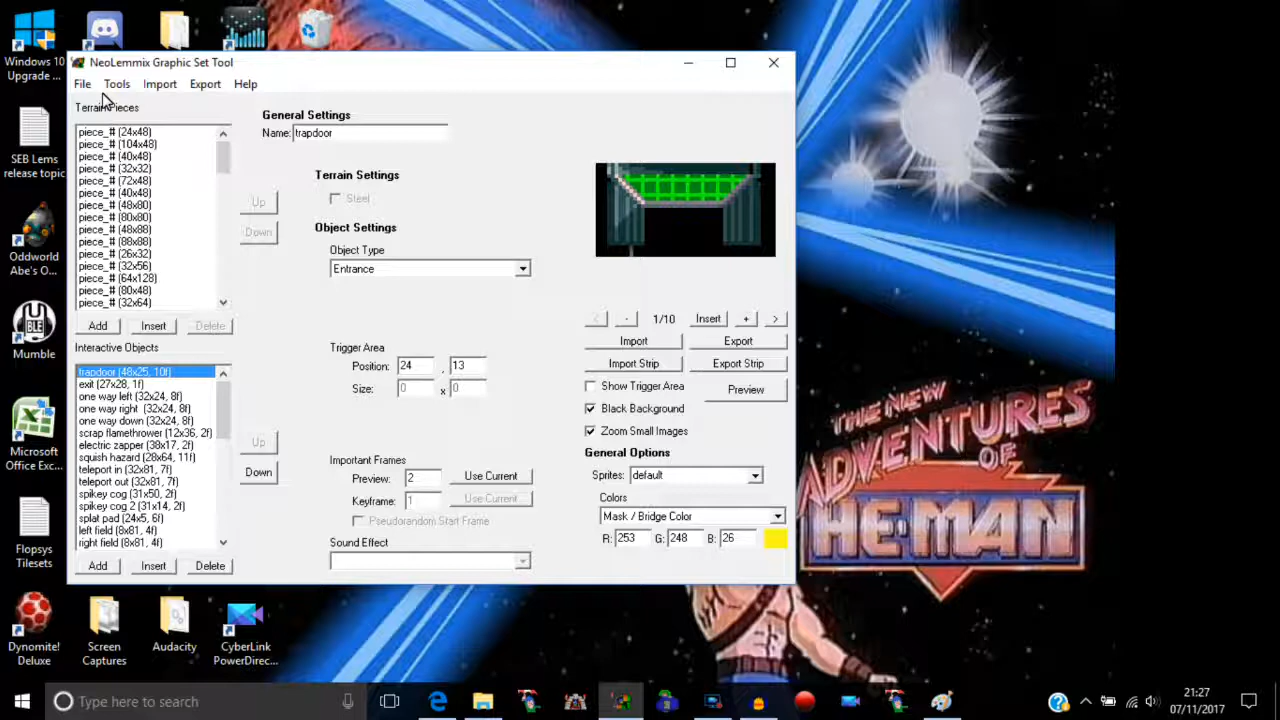 Windows 10
Upgrade ...
SEB Lems
release topic
Oddworld
Abe's O...
Mumble
Microsoft
Office Exc...
Flopsys
Tilesets
Dynomite!
Deluxe
Screen
Captures
Audacity
CyberLink
PowerDirec...
NeoLemmix Graphic Set Tool
File Tools Import Export Help
Terrain Pieces
piece_# (24x48)
piece_# (104x48)
piece_# (40x48)
piece_# (32x32)
piece_# (72x48)
piece_# (40x48)
piece_# (48x80)
piece_# (80x80)
piece_# (48x88)
piece_# (88x88)
piece_# (26x32)
piece_# (32x56)
piece_# (64x128)
piece_# (80x48)
piece_# (32x64)
Add Insert Delete
Up
Down
Interactive Objects
trapdoor (48x25, 10f)
exit (27x28, 1f)
one way left (32x24, 8f)
one way right (32x24, 8f)
one way down (32x24, 8f)
scrap flamethrower (12x36, 2f)
electric zapper (38x17, 2f)
squish hazard (28x64, 11f)
teleport in (32x81, 7f)
teleport out (32x81, 7f)
spikey cog (31x50, 2f)
spikey cog 2 (31x14, 2f)
splat pad (24x5, 6f)
left field (8x81, 4f)
right field (8x81, 4f)
Add Insert Delete
Up
Down
General Settings
Name: trapdoor
Terrain Settings
Steel
Object Settings
Object Type
Entrance
Trigger Area
Position: 24 , 13
Size: 0 x 0
Important Frames
Preview: 2 Use Current
Keyframe: 1 Use Current
Pseudorandom Start Frame
Sound Effect
< - 1/10 Insert + >
Import Export
Import Strip Export Strip
Show Trigger Area Preview
Black Background
Zoom Small Images
General Options
Sprites: default
Colors
Mask / Bridge Color
R: 253 G: 248 B: 26
THE NEW
ADVENTURES
OF
HE-MAN
Type here to search
21:27
07/11/2017